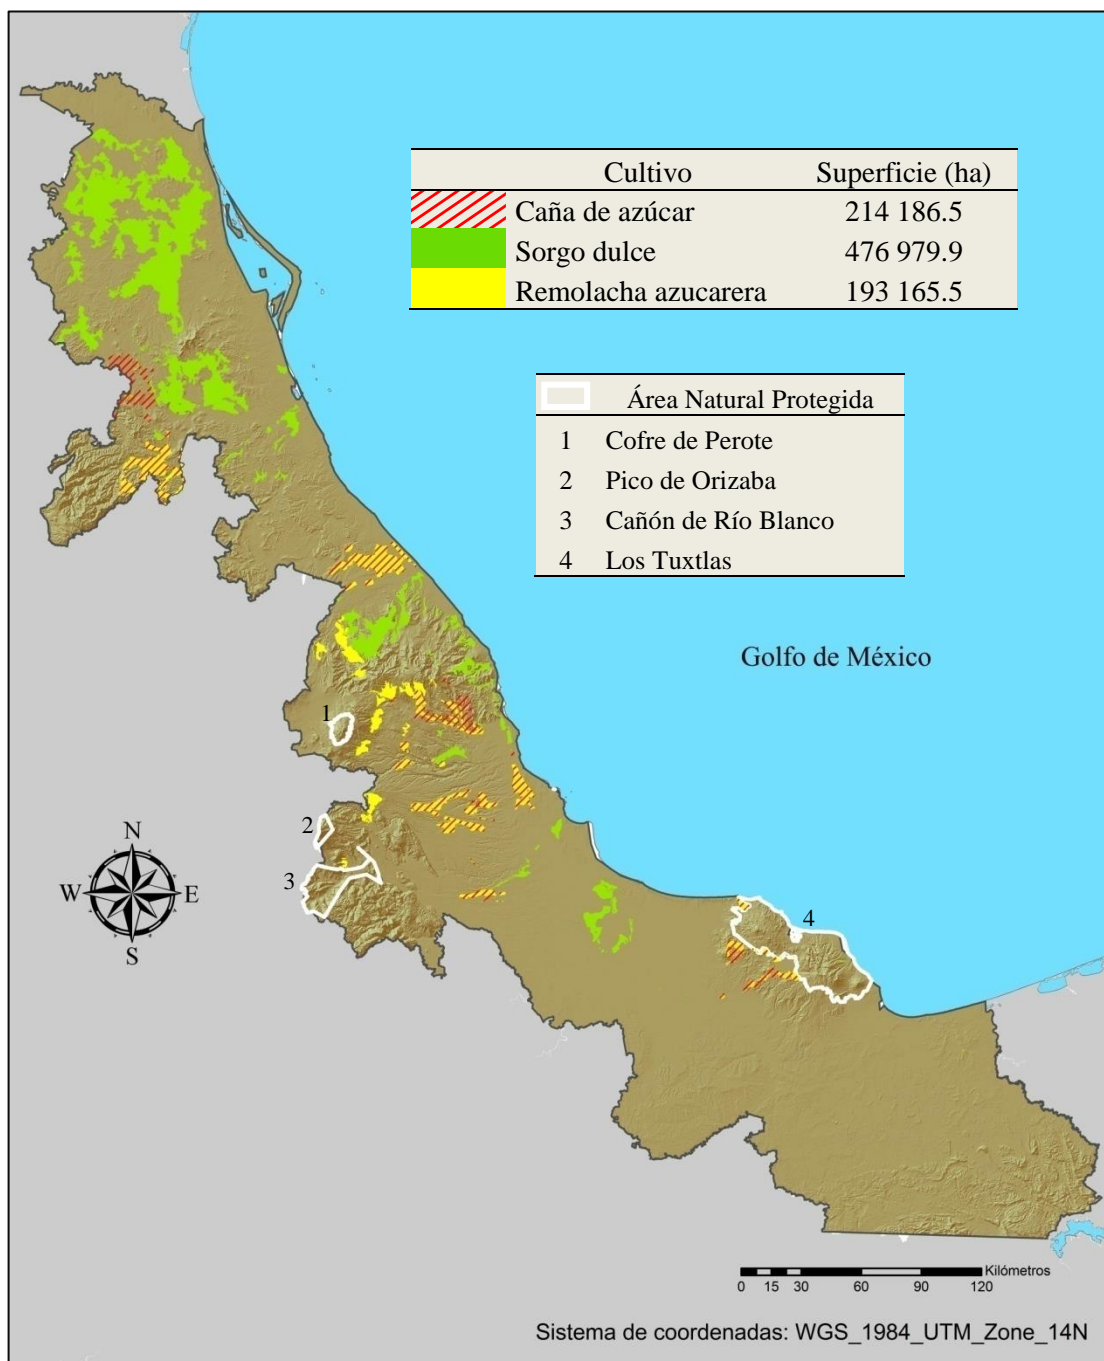 Cultivo Superficie (ha)
Caña de azúcar 214 186.5
Sorgo dulce 476 979.9
Remolacha azucarera 193 165.5
Área Natural Protegida
1 Cofre de Perote
2 Pico de Orizaba
3 Cañón de Río Blanco
4 Los Tuxtlas
Golfo de México
1
2
3
4
N
W E
S
Kilómetros
0 15 30 60 90 120
Sistema de coordenadas: WGS_1984_UTM_Zone_14N